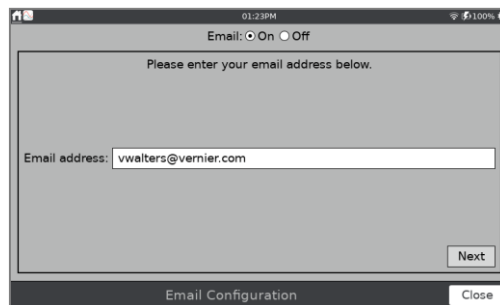 01:23PM 100%
Email: On Off
Please enter your email address below.
Email address: vwalters@vernier.com
Next
Email Configuration Close